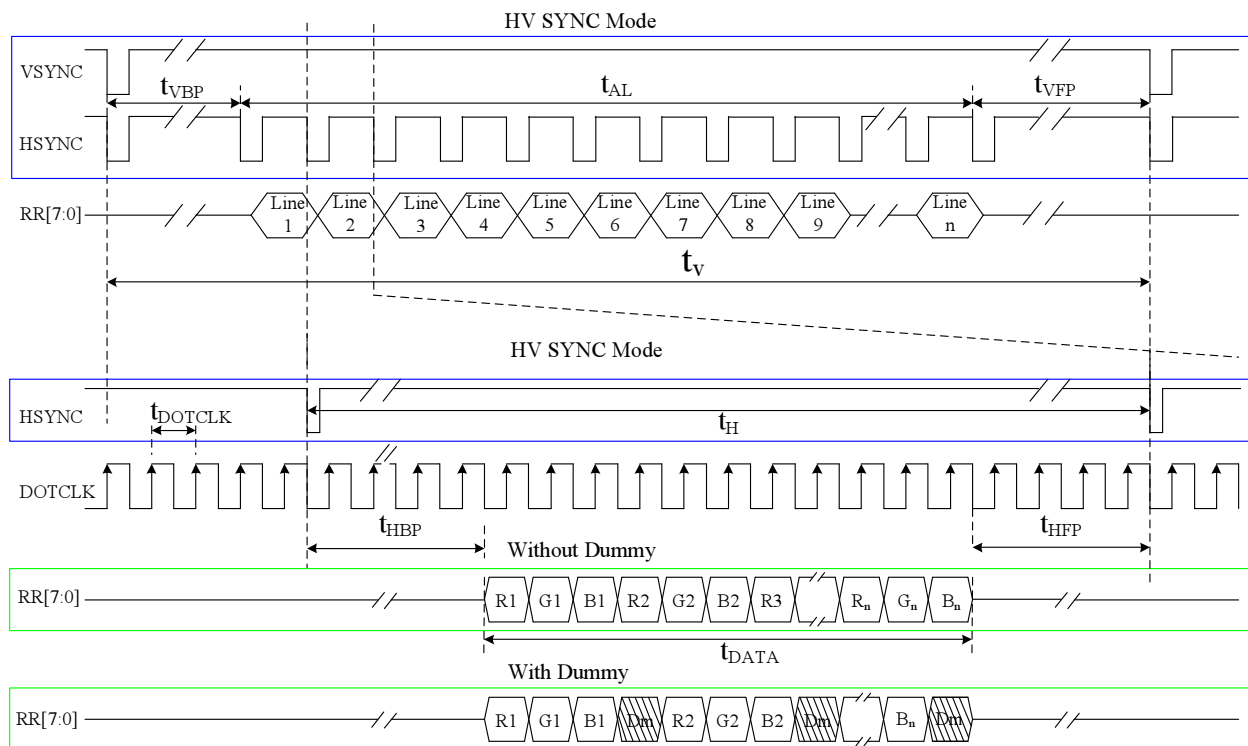 HV SYNC Mode
VSYNC
tVBP
tAL
tVFP
HSYNC
RR[7:0]
Line 1
Line 2
Line 3
Line 4
Line 5
Line 6
Line 7
Line 8
Line 9
Line n
tv
HV SYNC Mode
HSYNC
tDOTCLK
tH
DOTCLK
tHBP
tHFP
Without Dummy
RR[7:0]
R1 G1 B1 R2 G2 B2 R3 Rn Gn Bn
tDATA
With Dummy
RR[7:0]
R1 G1 B1 Dm R2 G2 B2 Dm Bn Dm